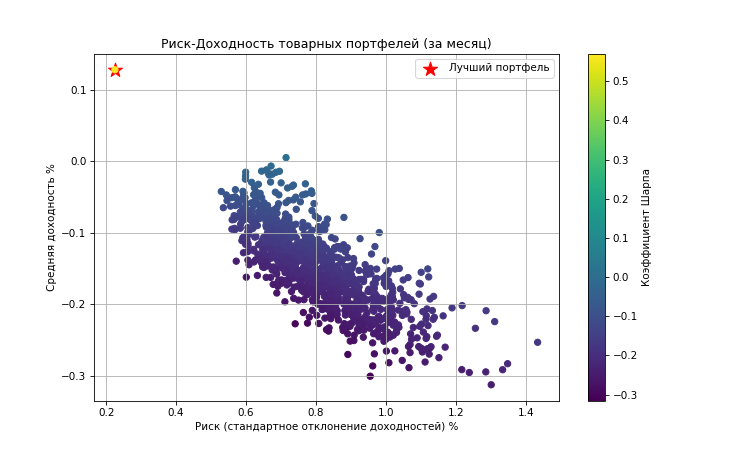 Риск-Доходность товарных портфелей (за месяц)
Лучший портфель
Средняя доходность %
0.1
0.0
−0.1
−0.2
−0.3
0.2 0.4 0.6 0.8 1.0 1.2 1.4
Риск (стандартное отклонение доходностей) %
0.5
0.4
0.3
0.2
0.1
0.0
−0.1
−0.2
−0.3
Коэффициент Шарпа